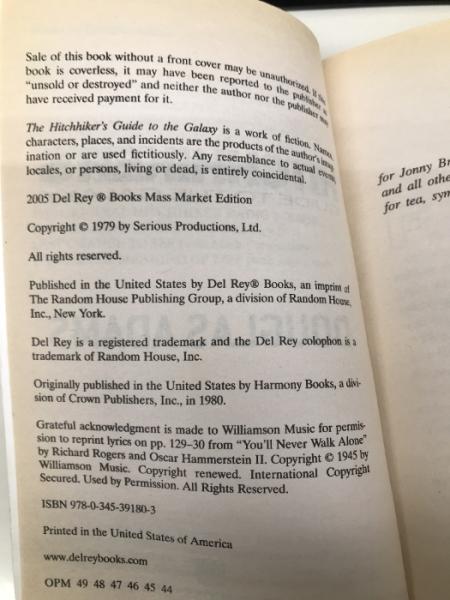 Sale of this book without a front cover may be unauthorized. If this
book is coverless, it may have been reported to the publisher as
"unsold or destroyed" and neither the author nor the publisher may
have received payment for it.
The Hitchhiker's Guide to the Galaxy is a work of fiction. Names,
characters, places, and incidents are the products of the author's imag-
ination or are used fictitiously. Any resemblance to actual events,
locales, or persons, living or dead, is entirely coincidental.
2005 Del Rey ® Books Mass Market Edition
Copyright © 1979 by Serious Productions, Ltd.
All rights reserved.
Published in the United States by Del Rey® Books, an imprint of
The Random House Publishing Group, a division of Random House,
Inc., New York.
Del Rey is a registered trademark and the Del Rey colophon is a
trademark of Random House, Inc.
Originally published in the United States by Harmony Books, a divi-
sion of Crown Publishers, Inc., in 1980.
Grateful acknowledgment is made to Williamson Music for permis-
sion to reprint lyrics on pp. 129–30 from "You'll Never Walk Alone"
by Richard Rogers and Oscar Hammerstein II. Copyright © 1945 by
Williamson Music. Copyright renewed. International Copyright
Secured. Used by Permission. All Rights Reserved.
ISBN 978-0-345-39180-3
Printed in the United States of America
www.delreybooks.com
OPM 49 48 47 46 45 44
for Jonny
and all
for tea,